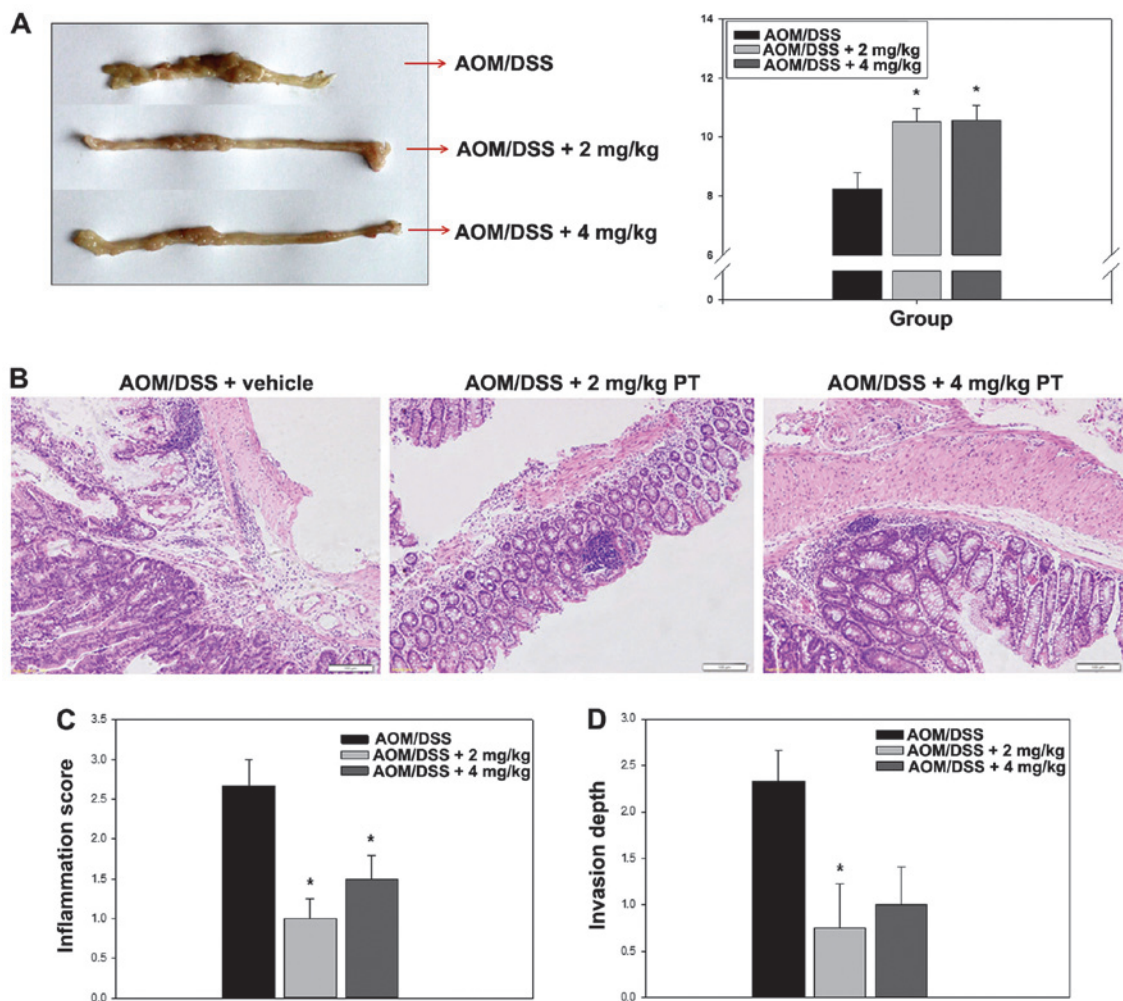 A
AOM/DSS
AOM/DSS + 2 mg/kg
AOM/DSS + 4 mg/kg
14
12
10
8
6
0
AOM/DSS
AOM/DSS + 2 mg/kg
AOM/DSS + 4 mg/kg
* *
Group
B
AOM/DSS + vehicle
AOM/DSS + 2 mg/kg PT
AOM/DSS + 4 mg/kg PT
C
Inflammation score
3.5
3.0
2.5
2.0
1.5
1.0
0.5
0.0
AOM/DSS
AOM/DSS + 2 mg/kg
AOM/DSS + 4 mg/kg
*
*
D
Invasion depth
3.0
2.5
2.0
1.5
1.0
0.5
0.0
AOM/DSS
AOM/DSS + 2 mg/kg
AOM/DSS + 4 mg/kg
*